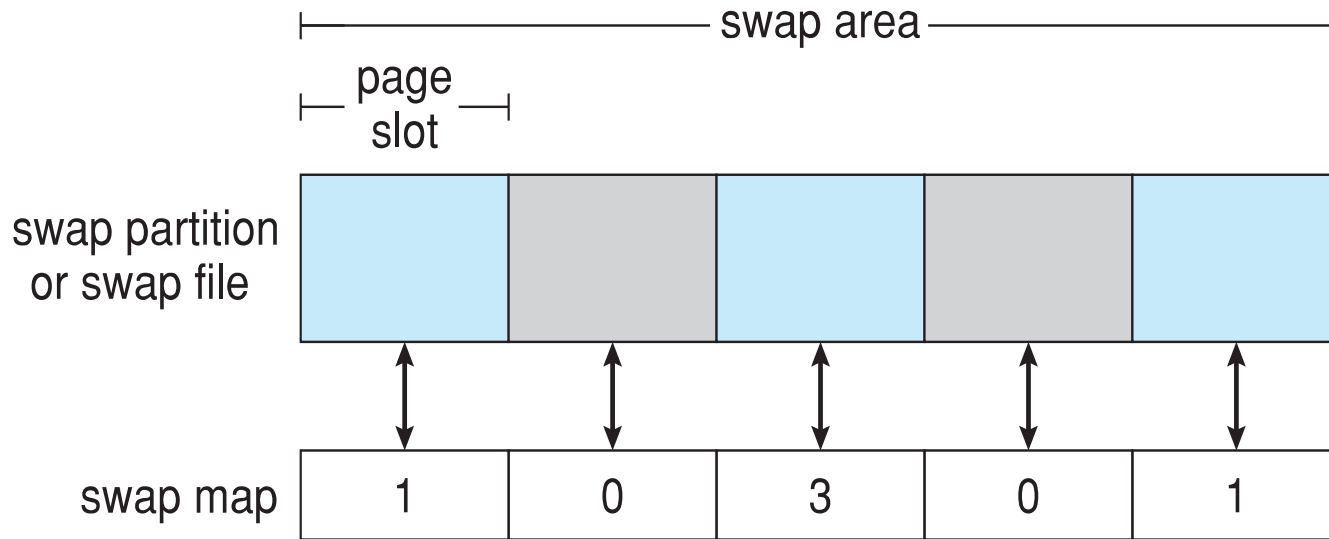 swap area
page
slot
swap partition
or swap file
swap map 1 0 3 0 1